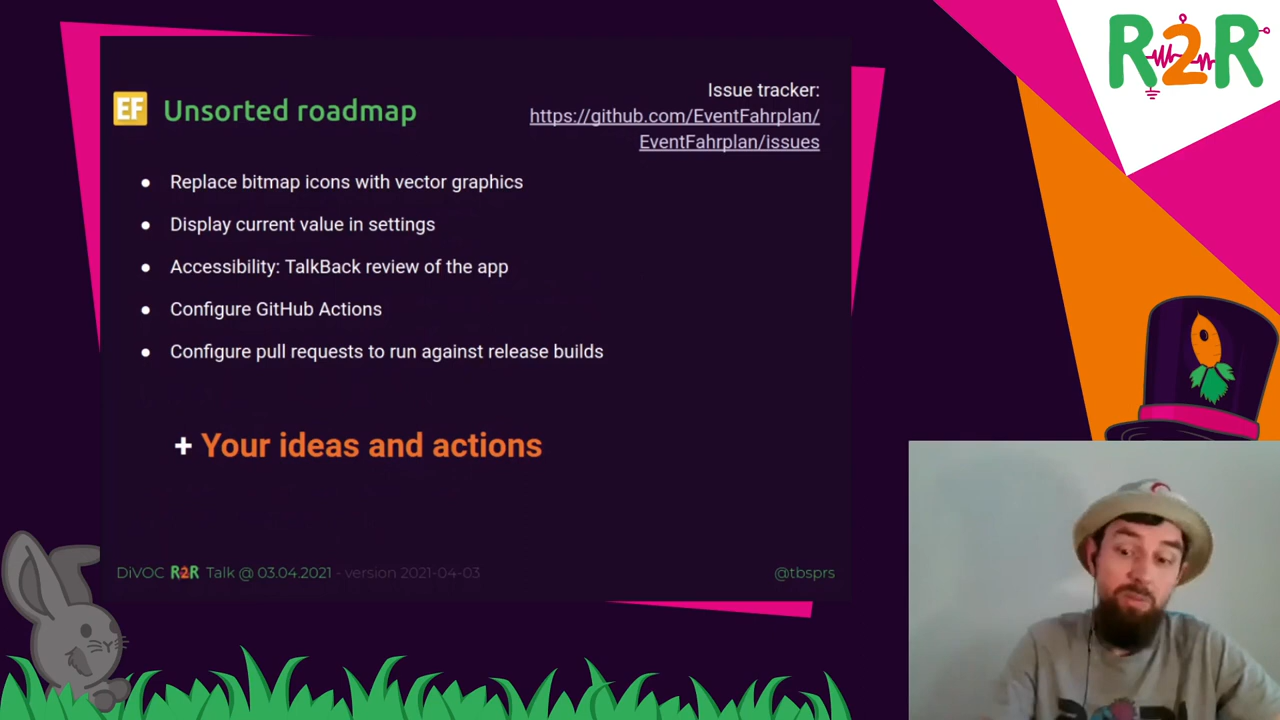 R2R
EF Unsorted roadmap
Issue tracker:
https://github.com/EventFahrplan/
EventFahrplan/issues
● Replace bitmap icons with vector graphics
● Display current value in settings
● Accessibility: TalkBack review of the app
● Configure GitHub Actions
● Configure pull requests to run against release builds
+ Your ideas and actions
DiVOC R2R Talk @ 03.04.2021 - version 2021-04-03
@tbsprs